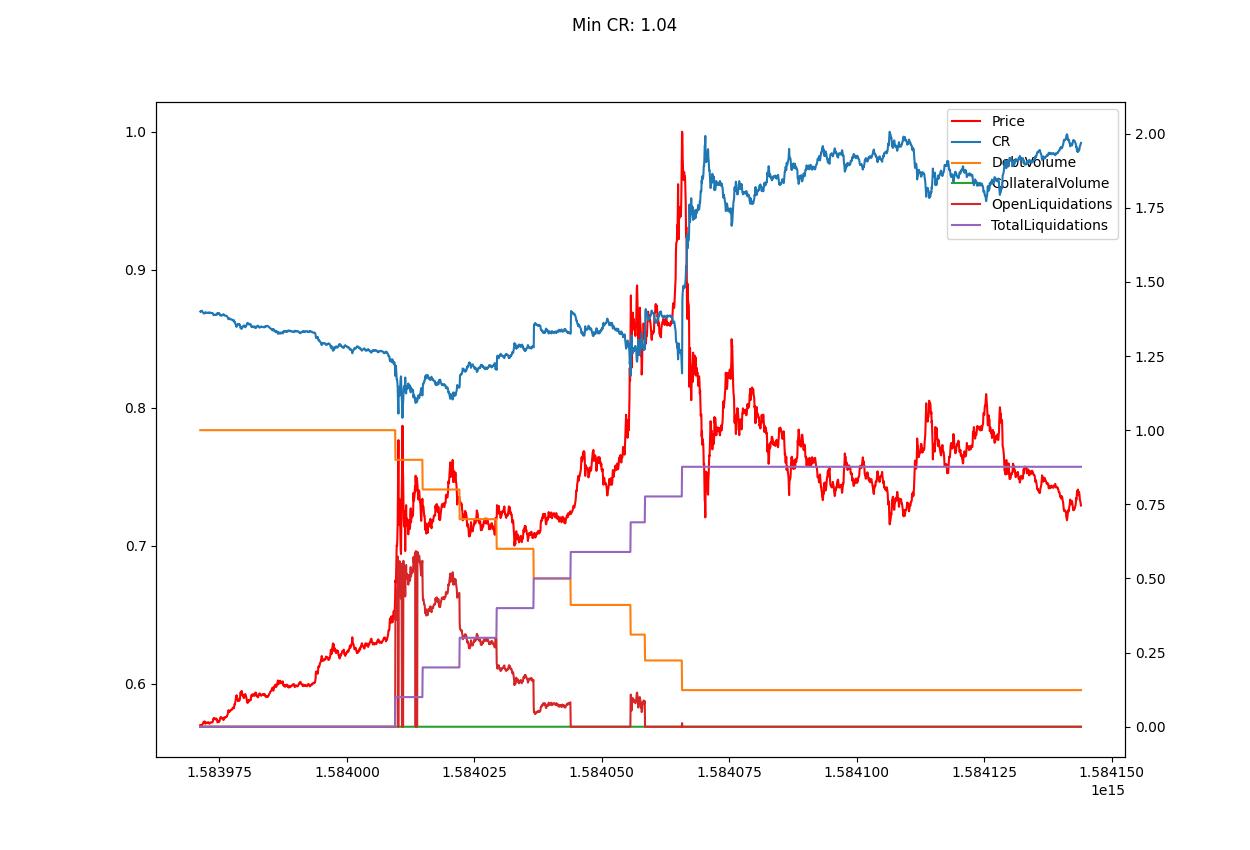 Min CR: 1.04
1.0
0.9
0.8
0.7
0.6
2.00
1.75
1.50
1.25
1.00
0.75
0.50
0.25
0.00
Price
CR
DebtVolume
CollateralVolume
OpenLiquidations
TotalLiquidations
1.583975 1.584000 1.584025 1.584050 1.584075 1.584100 1.584125 1.584150
1e15